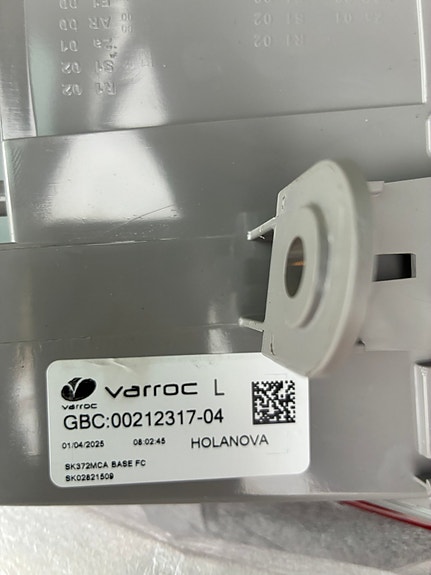 varroc L
varroc
GBC:00212317-04
01/04/2025 08:02:45 HOLANOVA
SK372MCA BASE FC
SK02821509